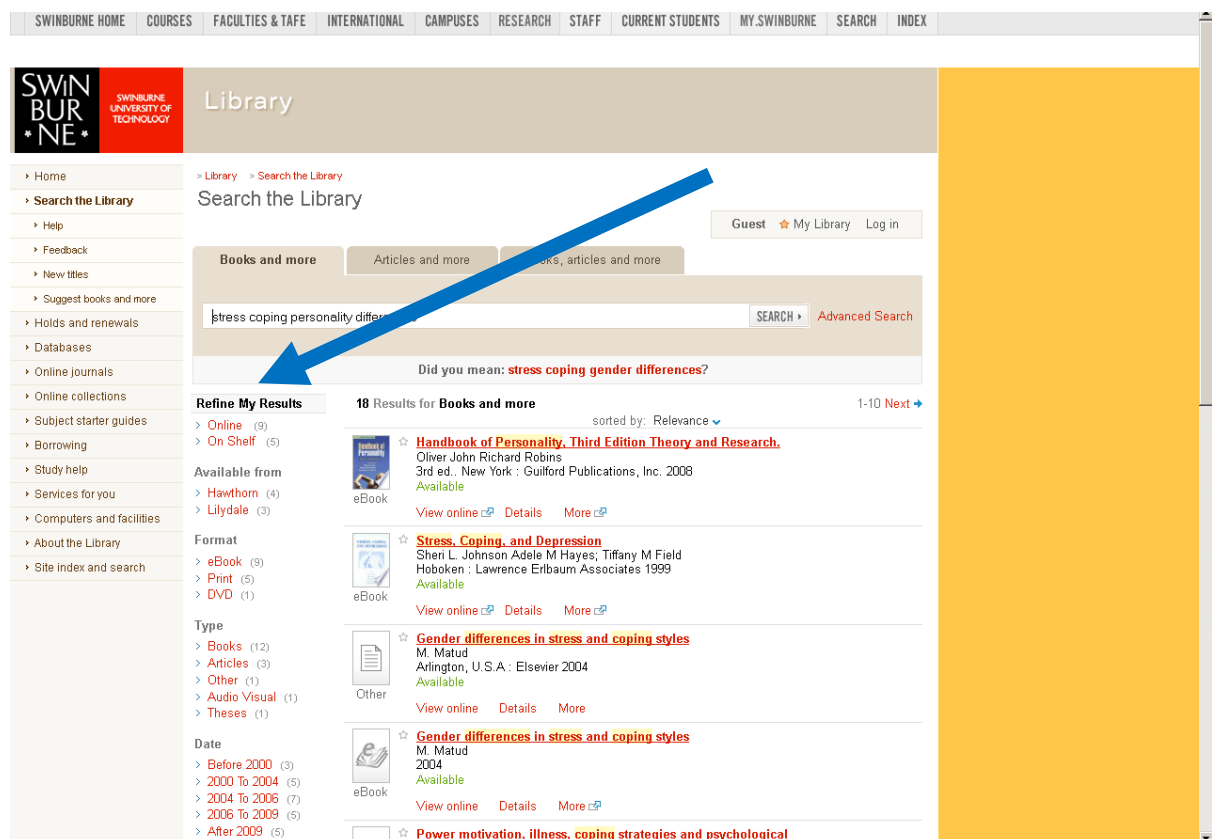 SWINBURNE HOME COURSES FACULTIES & TAFE INTERNATIONAL CAMPUSES RESEARCH STAFF CURRENT STUDENTS MY.SWINBURNE SEARCH INDEX
SWIN
BUR
* NE *
SWINBURNE
UNIVERSITY OF
TECHNOLOGY
Library
Home
Search the Library
Help
Feedback
New titles
Suggest books and more
Holds and renewals
Databases
Online journals
Online collections
Subject starter guides
Borrowing
Study help
Services for you
Computers and facilities
About the Library
Site index and search
> Library > Search the Library
Search the Library
Guest My Library Log in
Books and more
Articles and more
articles and more
stress coping personality
SEARCH
Advanced Search
Did you mean: stress coping gender differences?
Refine My Results
> Online (9)
> On Shelf (5)
Available from
> Hawthorn (4)
> Lilydale (3)
Format
> eBook (9)
> Print (5)
> DVD (1)
Type
> Books (12)
> Articles (3)
> Other (1)
> Audio Visual (1)
> Theses (1)
Date
> Before 2000 (3)
> 2000 To 2004 (5)
> 2004 To 2006 (7)
> 2006 To 2009 (5)
> After 2009 (5)
18 Results for Books and more
1-10 Next
sorted by: Relevance
Handbook of Personality, Third Edition Theory and Research.
Oliver John Richard Robins
3rd ed.. New York : Guilford Publications, Inc. 2008
Available
eBook
View online Details More
Stress, Coping, and Depression
Sheri L. Johnson Adele M Hayes; Tiffany M Field
Hoboken : Lawrence Erlbaum Associates 1999
Available
eBook
View online Details More
Gender differences in stress and coping styles
M. Matud
Arlington, U.S.A : Elsevier 2004
Available
Other
View online Details More
Gender differences in stress and coping styles
M. Matud
2004
Available
eBook
View online Details More
Power motivation, illness, coping strategies and psychological